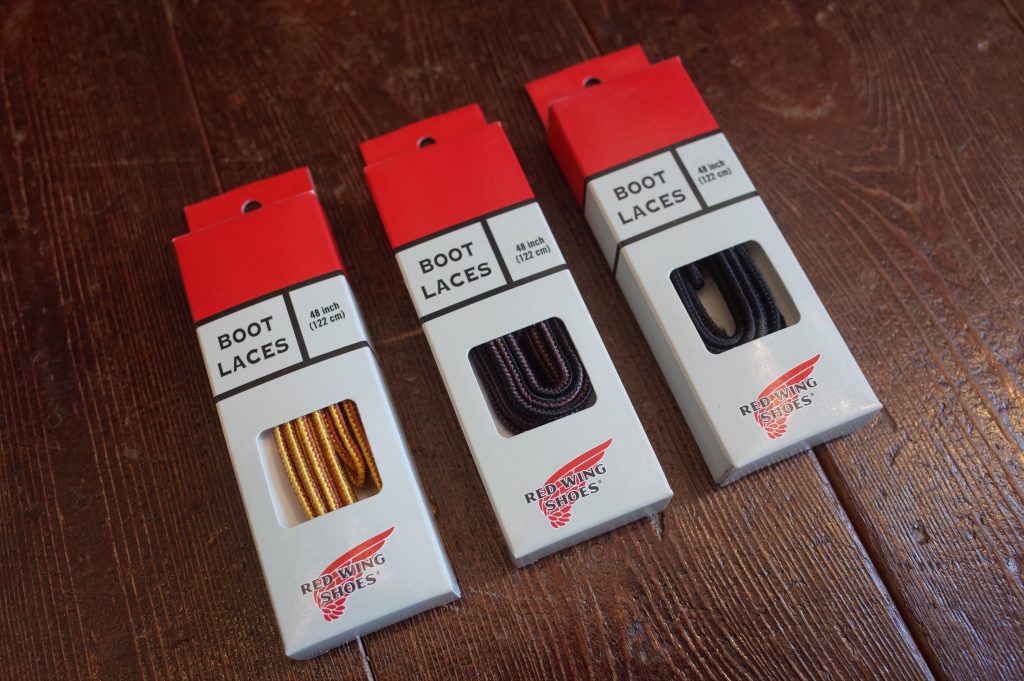 BOOT
LACES
48 inch
(122 cm)
RED WING
SHOES®
BOOT
LACES
48 inch
(122 cm)
RED WING
SHOES®
BOOT
LACES
48 inch
(122 cm)
RED WING
SHOES®